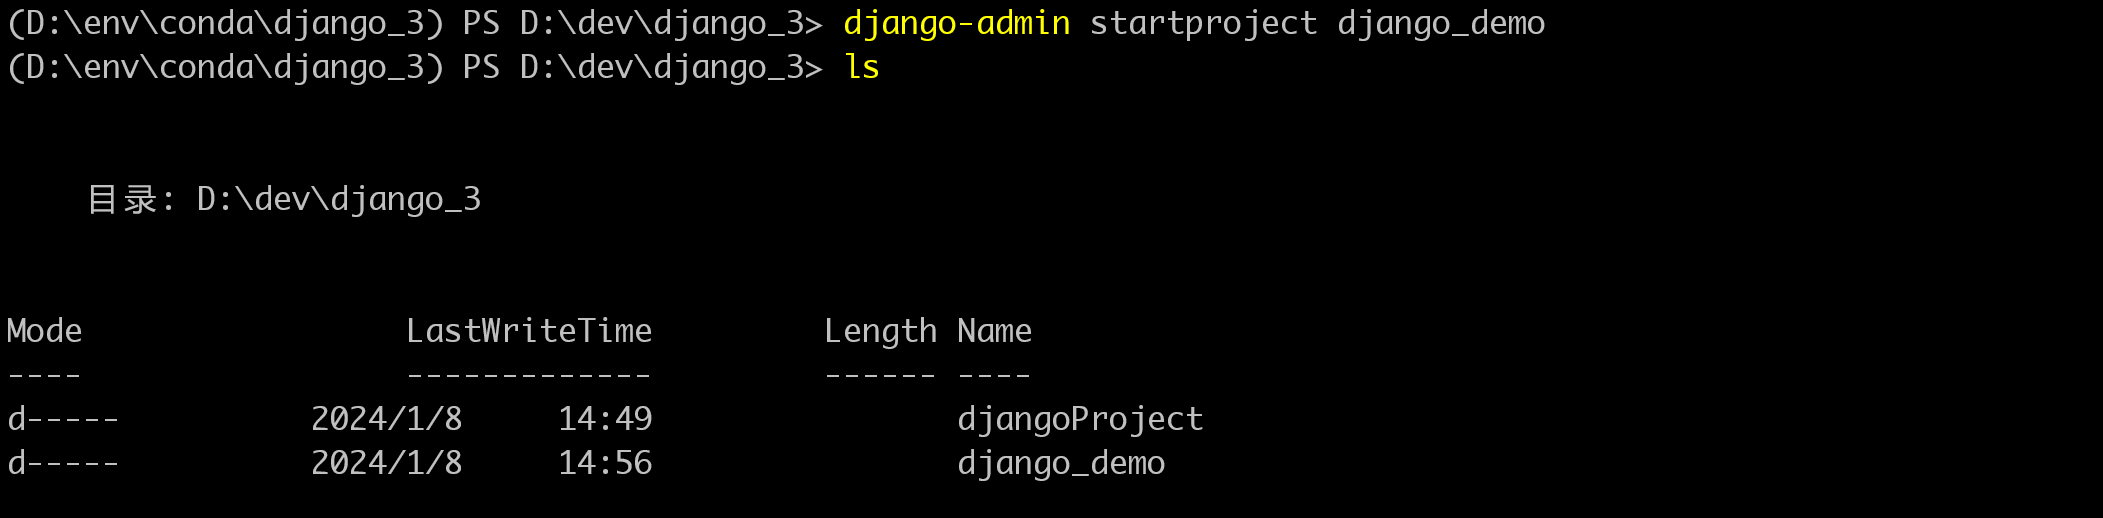 (D:\env\conda\django_3) PS D:\dev\django_3> django-admin startproject django_demo
(D:\env\conda\django_3) PS D:\dev\django_3> ls
目录: D:\dev\django_3
Mode                 LastWriteTime         Length Name
----                 -------------         ------ ----
d-----          2024/1/8     14:49                djangoProject
d-----          2024/1/8     14:56                django_demo